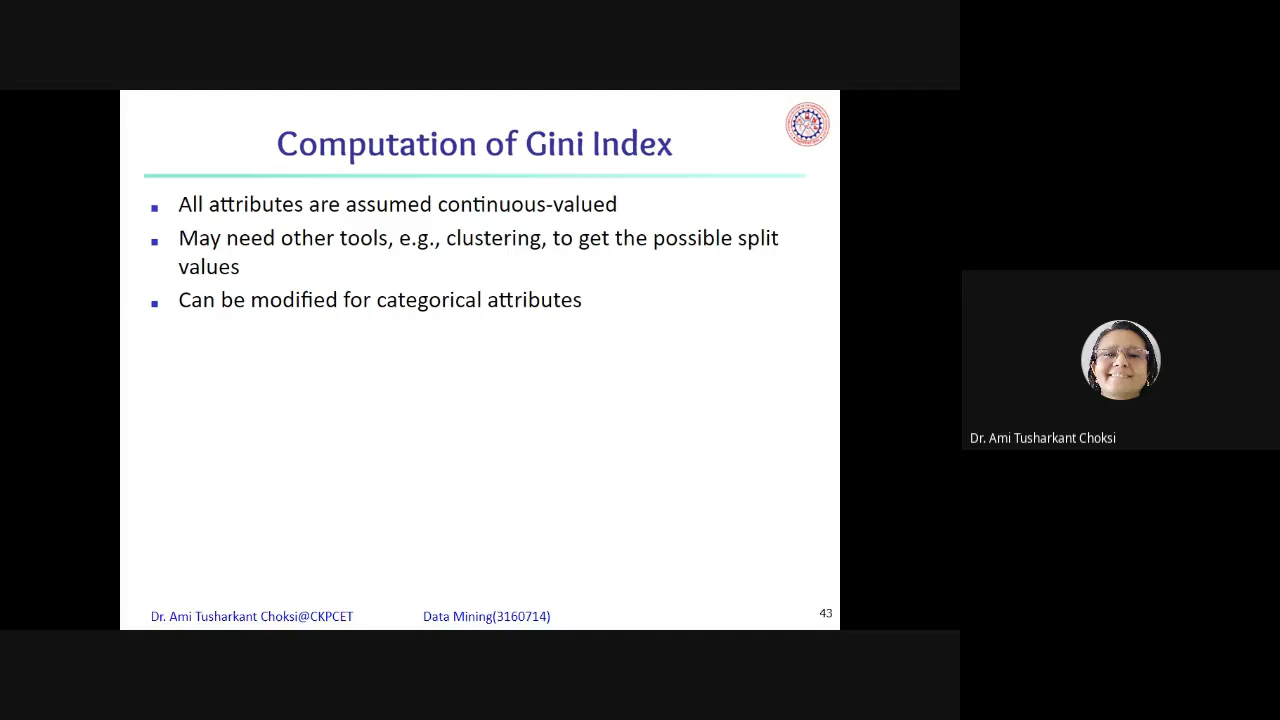 Computation of Gini Index
All attributes are assumed continuous-valued
May need other tools, e.g., clustering, to get the possible split
values
Can be modified for categorical attributes
Dr. Ami Tusharkant Choksi@CKPCET
Data Mining(3160714)
43
Dr. Ami Tusharkant Choksi